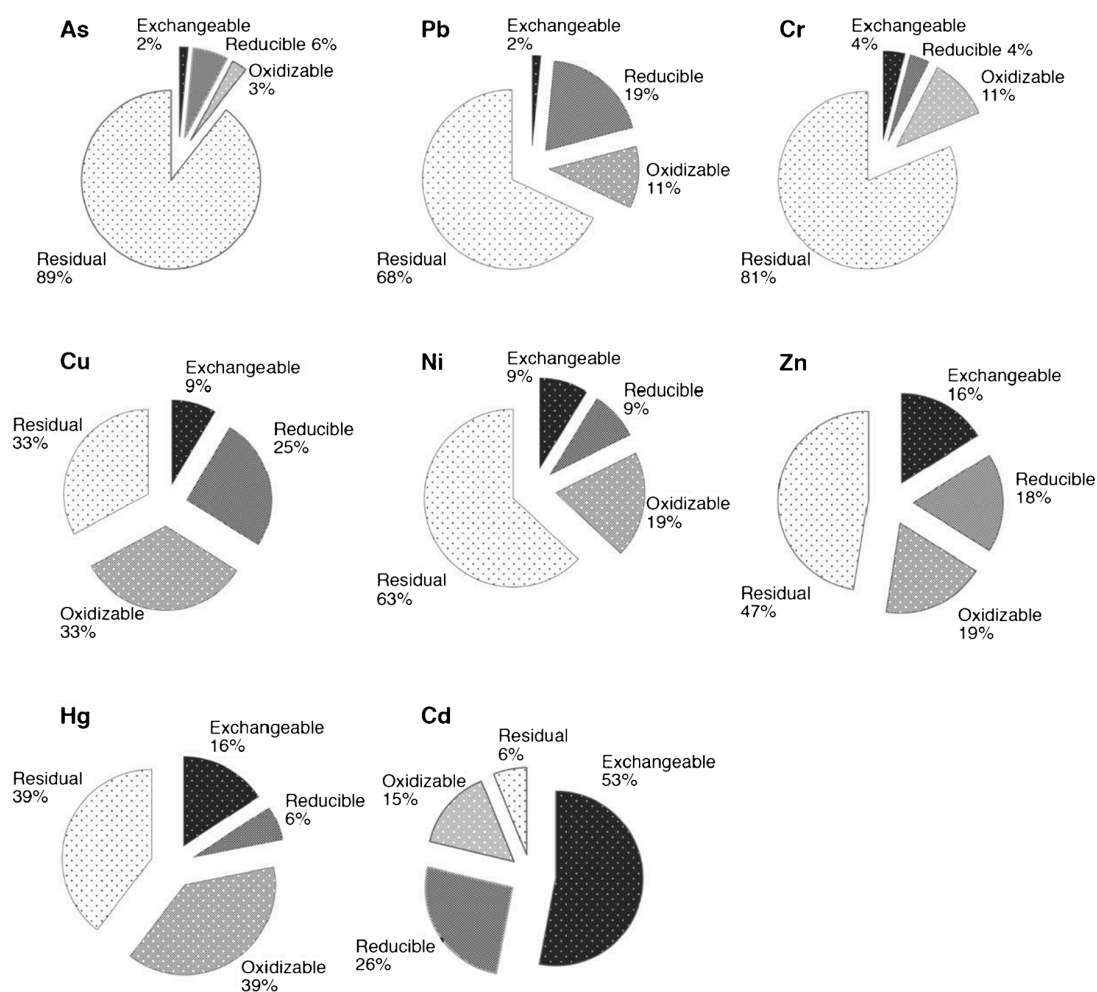 As
Exchangeable
2%
Reducible 6%
Oxidizable
3%
Residual
89%
Pb
Exchangeable
2%
Reducible
19%
Oxidizable
11%
Residual
68%
Cr
Exchangeable
4%
Reducible 4%
Oxidizable
11%
Residual
81%
Cu
Exchangeable
9%
Reducible
25%
Residual
33%
Oxidizable
33%
Ni
Exchangeable
9%
Reducible
9%
Oxidizable
19%
Residual
63%
Zn
Exchangeable
16%
Reducible
18%
Residual
47%
Oxidizable
19%
Hg
Exchangeable
16%
Residual
39%
Reducible
6%
Oxidizable
39%
Cd
Residual
6%
Exchangeable
53%
Oxidizable
15%
Reducible
26%